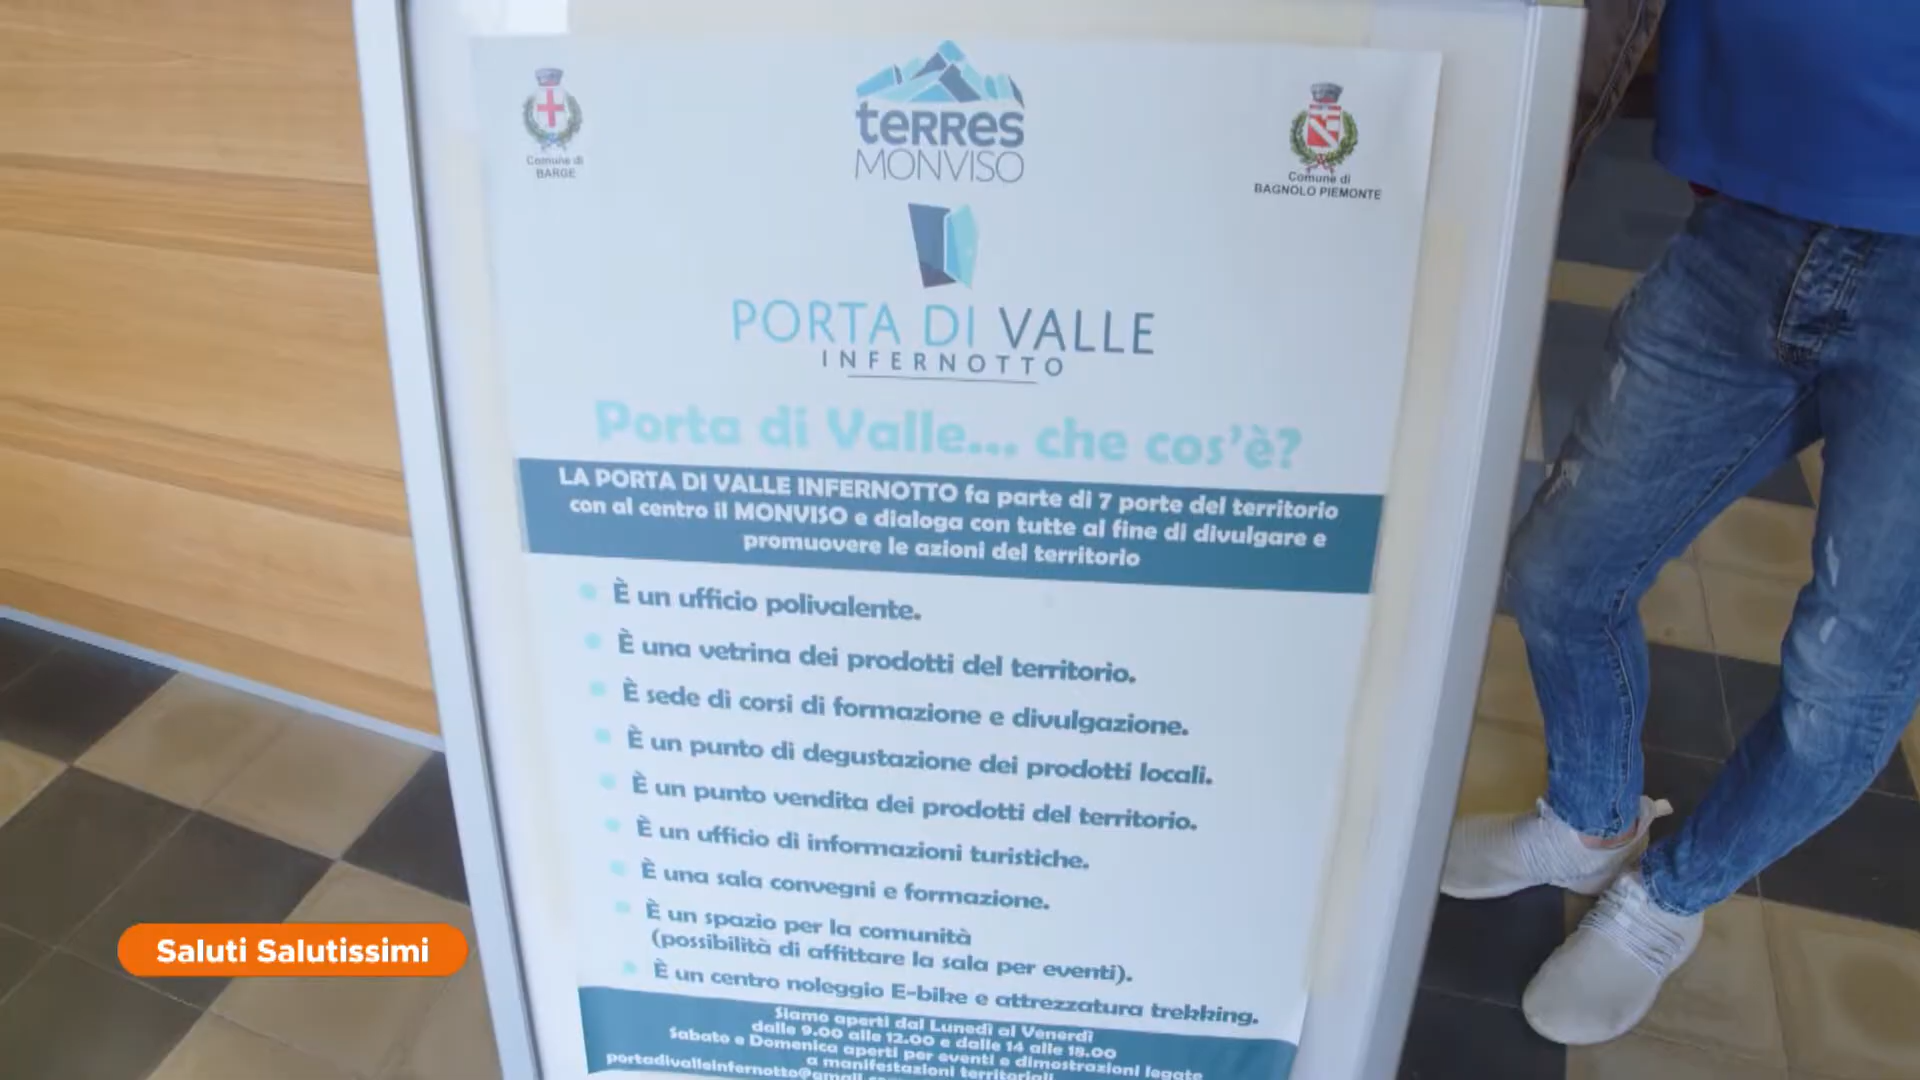 Comune di
BARGE
terres
MONVISO
Comune di
BAGNOLO PIEMONTE
PORTA DI VALLE
INFERNOTTO
Porta di Valle... che cos'è?
LA PORTA DI VALLE INFERNOTTO fa parte di 7 porte del territorio
con al centro il MONVISO e dialoga con tutte al fine di divulgare e
promuovere le azioni del territorio
È un ufficio polivalente.
È una vetrina dei prodotti del territorio.
È sede di corsi di formazione e divulgazione.
È un punto di degustazione dei prodotti locali.
È un punto vendita dei prodotti del territorio.
È un ufficio di informazioni turistiche.
È una sala convegni e formazione.
È un spazio per la comunità
(possibilità di affittare la sala per eventi).
È un centro noleggio E-bike e attrezzatura trekking.
Siamo aperti dal Lunedì al Venerdì
dalle 9.00 alle 12.00 e dalle 14 alle 18.00
Sabato e Domenica aperti per eventi e dimostrazioni legate
a manifestazioni territoriali
portadivalleinfernotto@gmail.com
Saluti Salutissimi